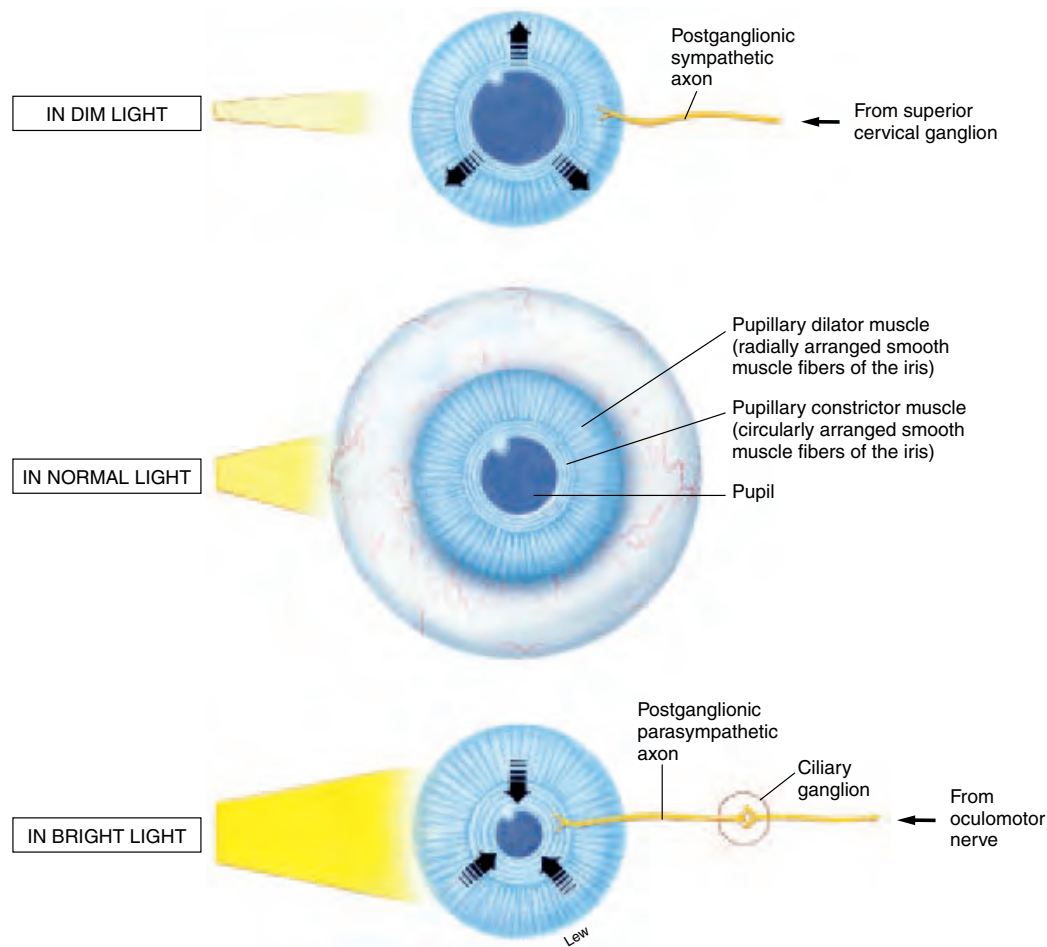 IN DIM LIGHT
Postganglionic
sympathetic
axon
From superior
cervical ganglion
IN NORMAL LIGHT
Pupillary dilator muscle
(radially arranged smooth
muscle fibers of the iris)
Pupillary constrictor muscle
(circularly arranged smooth
muscle fibers of the iris)
Pupil
IN BRIGHT LIGHT
Postganglionic
parasympathetic
axon
Ciliary
ganglion
From
oculomotor
nerve
Lew